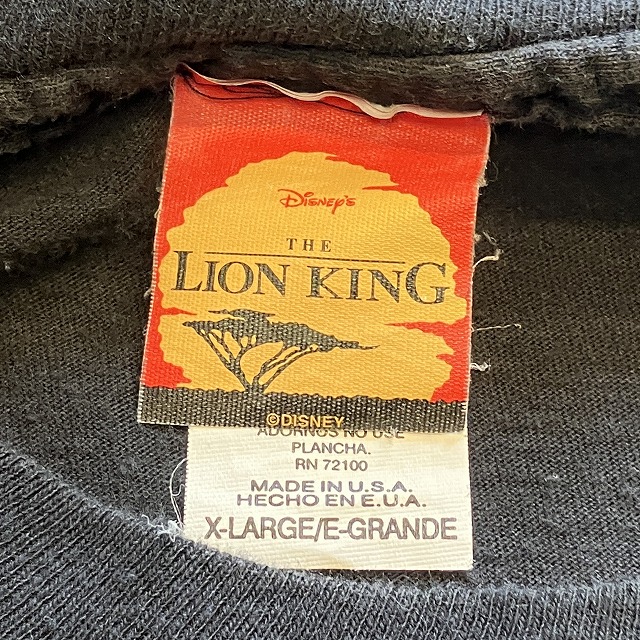 Disney's
THE
LION KING
©DISNEY
ADORNOS NO USE
PLANCHA.
RN 72100
MADE IN U.S.A.
HECHO EN E.U.A.
X-LARGE/E-GRANDE